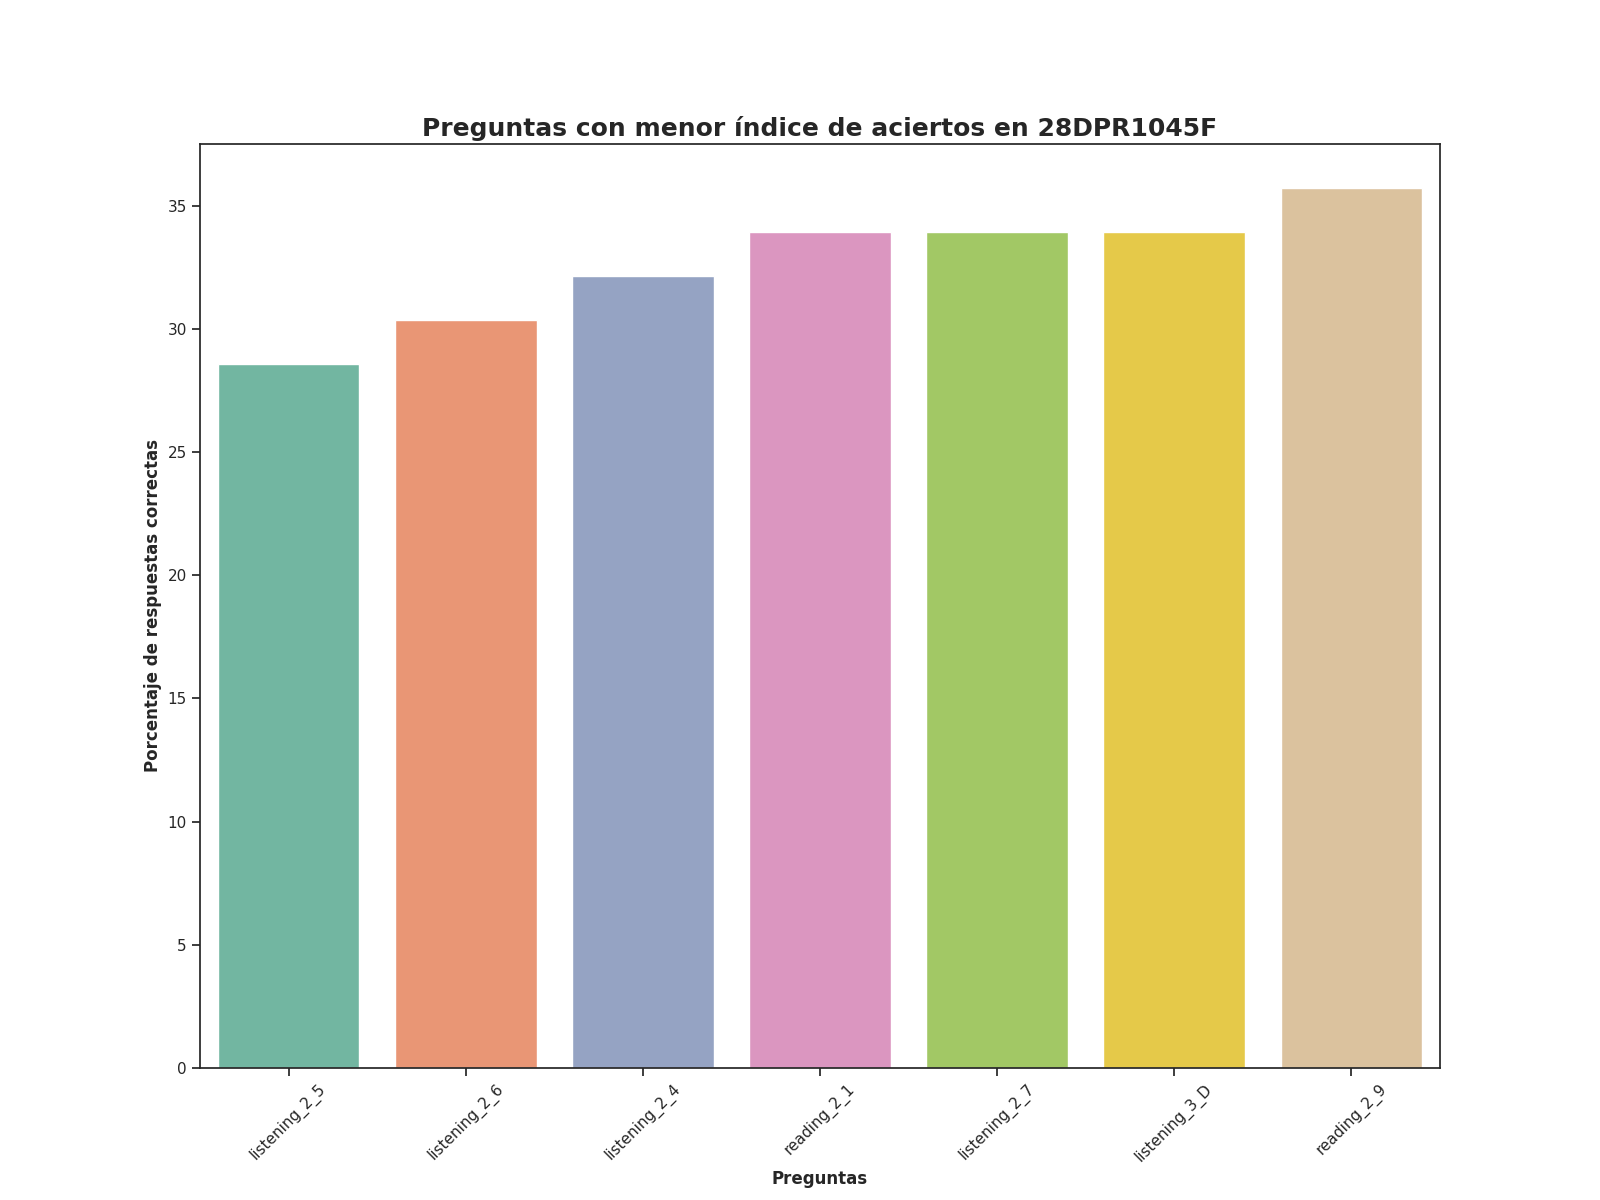 Preguntas con menor índice de aciertos en 28DPR1045F
Porcentaje de respuestas correctas
35
30
25
20
15
10
5
0
listening_2_5
listening_2_6
listening_2_4
reading_2_1
listening_2_7
listening_3_D
reading_2_9
Preguntas